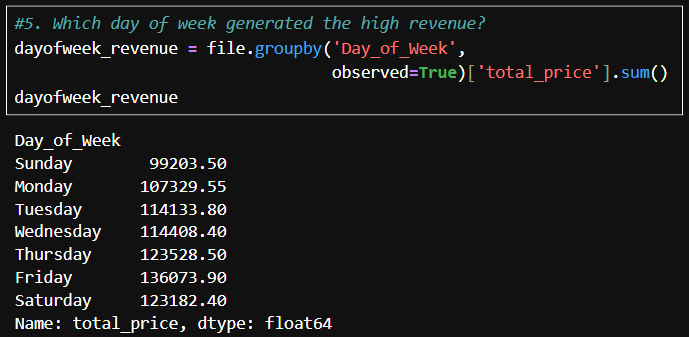 #5. Which day of week generated the high revenue?
dayofweek_revenue = file.groupby('Day_of_Week',
                                 observed=True)['total_price'].sum()
dayofweek_revenue
Day_of_Week
Sunday        99203.50
Monday       107329.55
Tuesday      114133.80
Wednesday    114408.40
Thursday     123528.50
Friday       136073.90
Saturday     123182.40
Name: total_price, dtype: float64